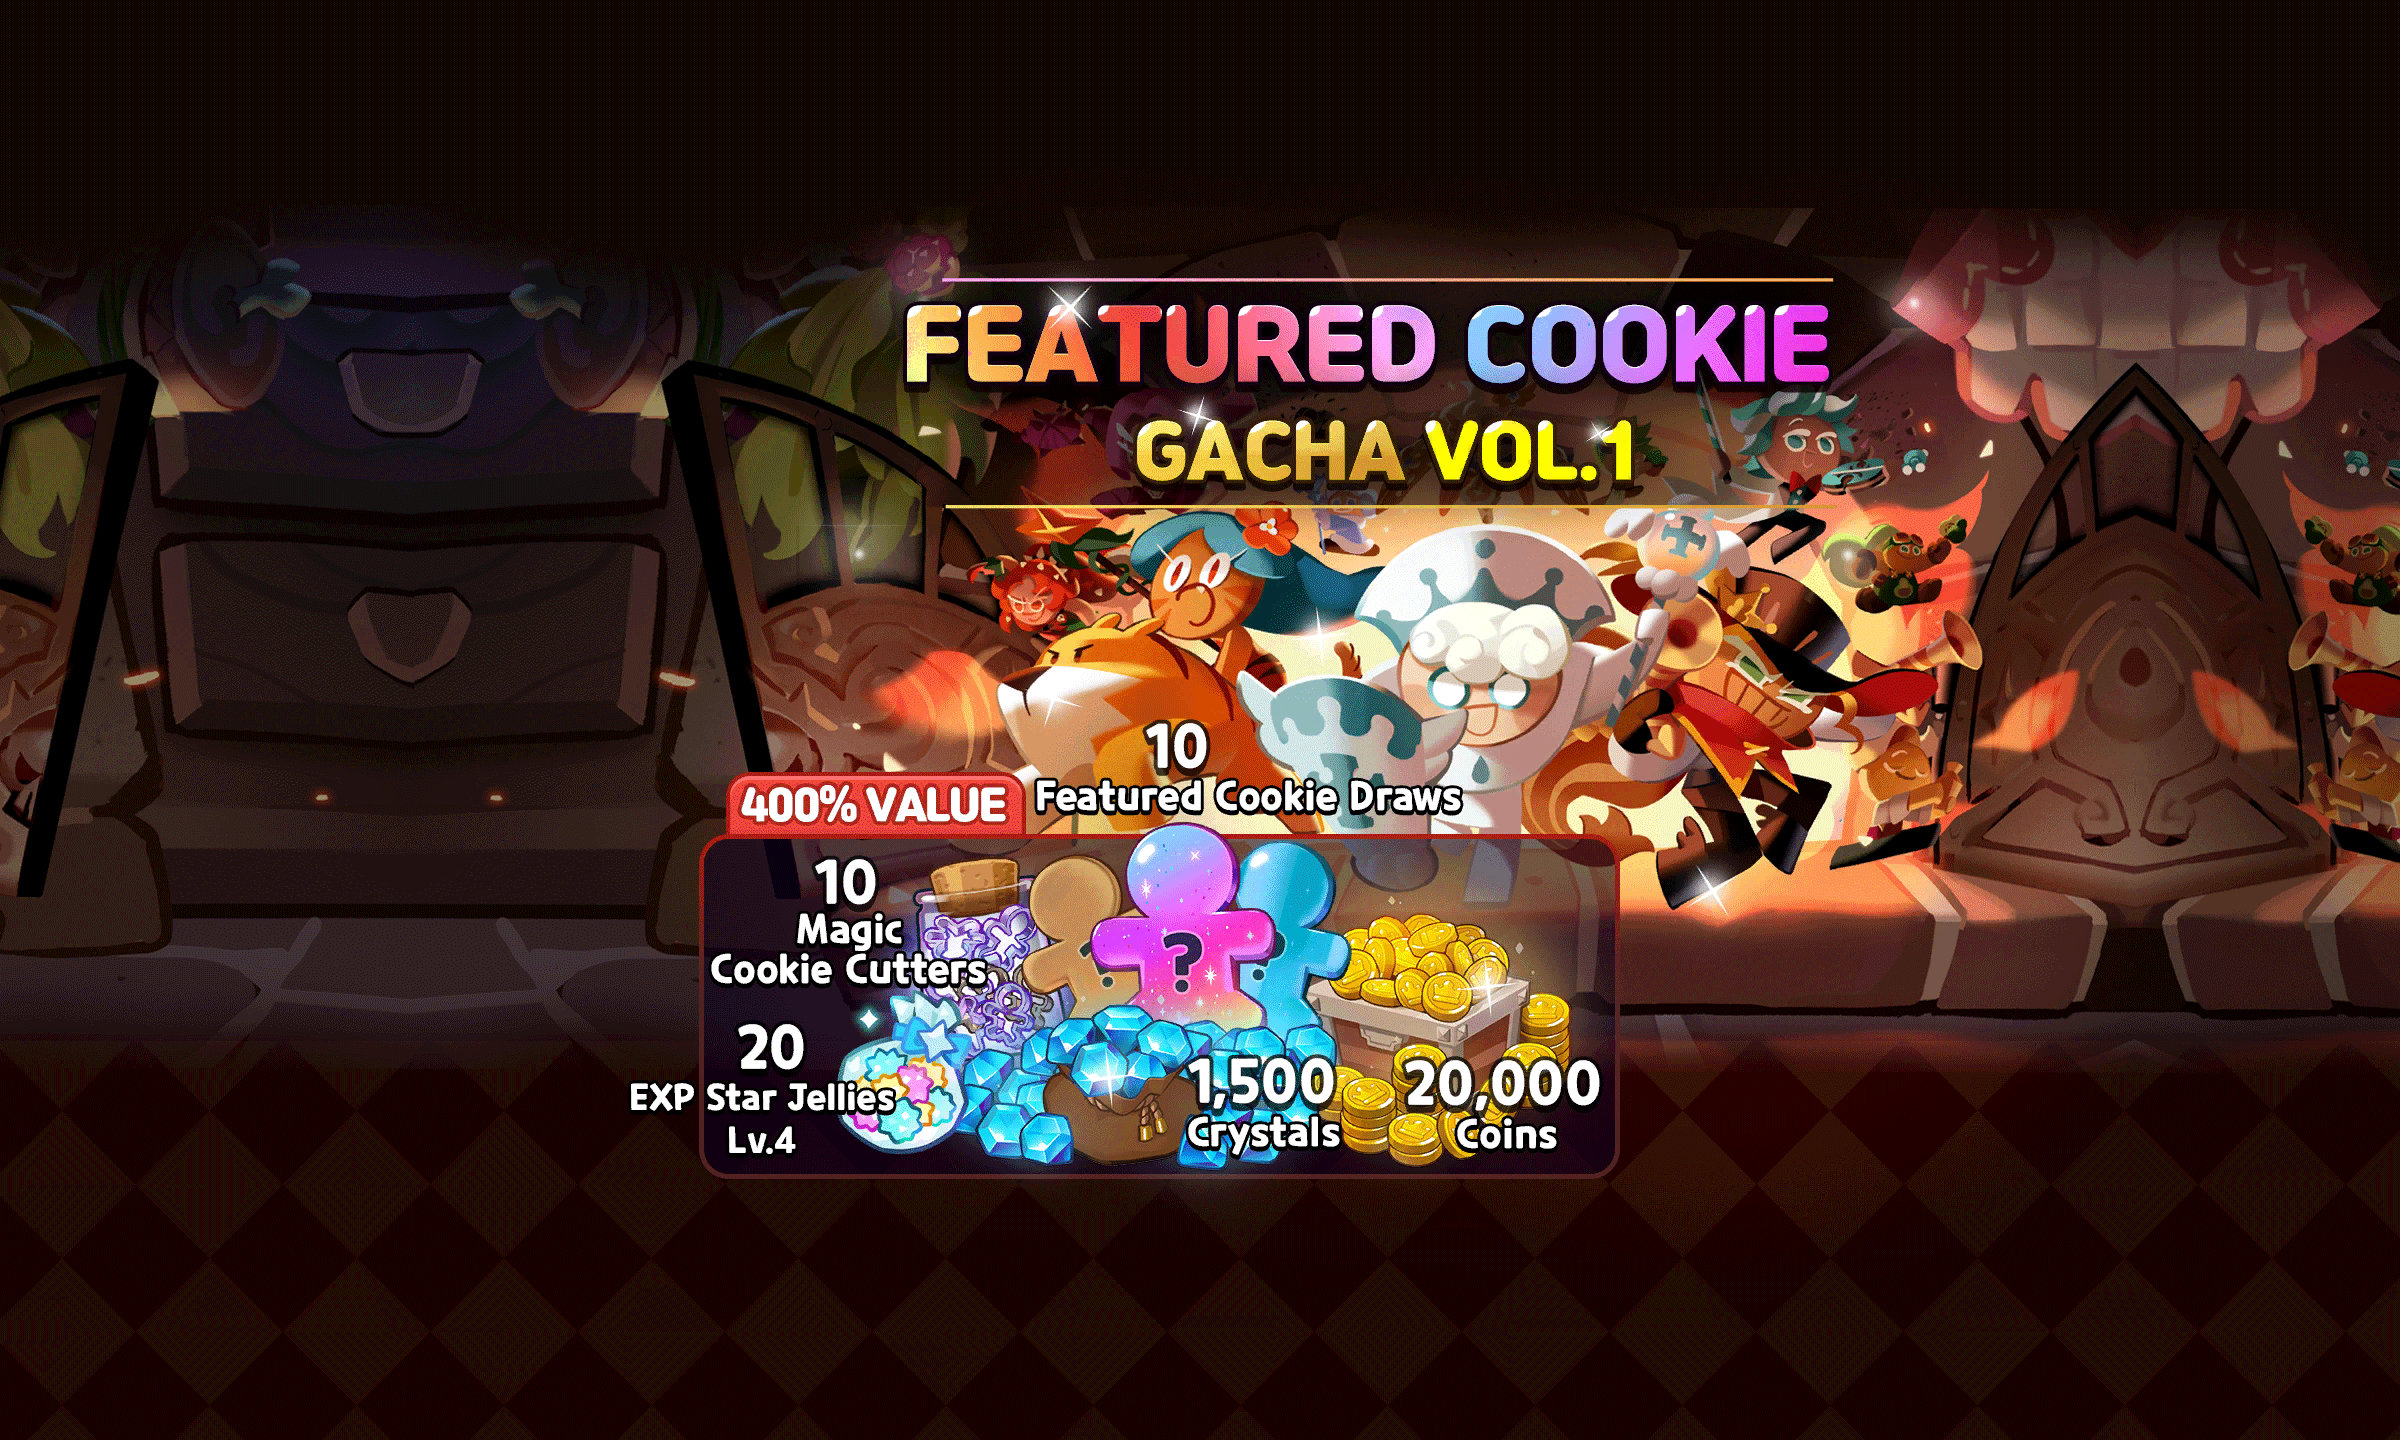 FEATURED COOKIE
GACHA VOL.1
10
Featured Cookie Draws
400% VALUE
10
Magic
Cookie Cutters
20
EXP Star Jellies
Lv.4
?
1,500
Crystals
20,000
Coins